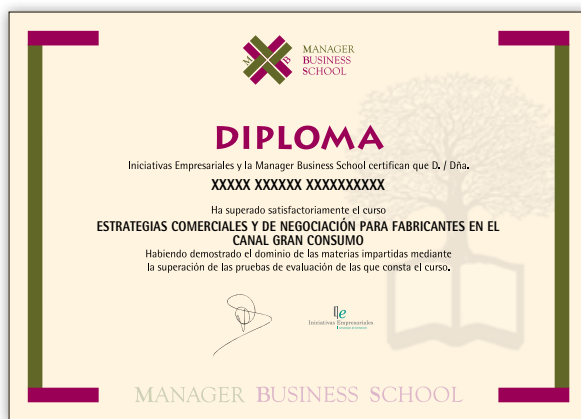 M B
MANAGER
BUSINESS
SCHOOL
DIPLOMA
Iniciativas Empresariales y la Manager Business School certifican que D. / Dña.
XXXXX XXXXXX XXXXXXXXXX
Ha superado satisfactoriamente el curso
ESTRATEGIAS COMERCIALES Y DE NEGOCIACIÓN PARA FABRICANTES EN EL
CANAL GRAN CONSUMO
Habiendo demostrado el dominio de las materias impartidas mediante
la superación de las pruebas de evaluación de las que consta el curso.
Ie
Iniciativas Empresariales
MANAGER BUSINESS SCHOOL